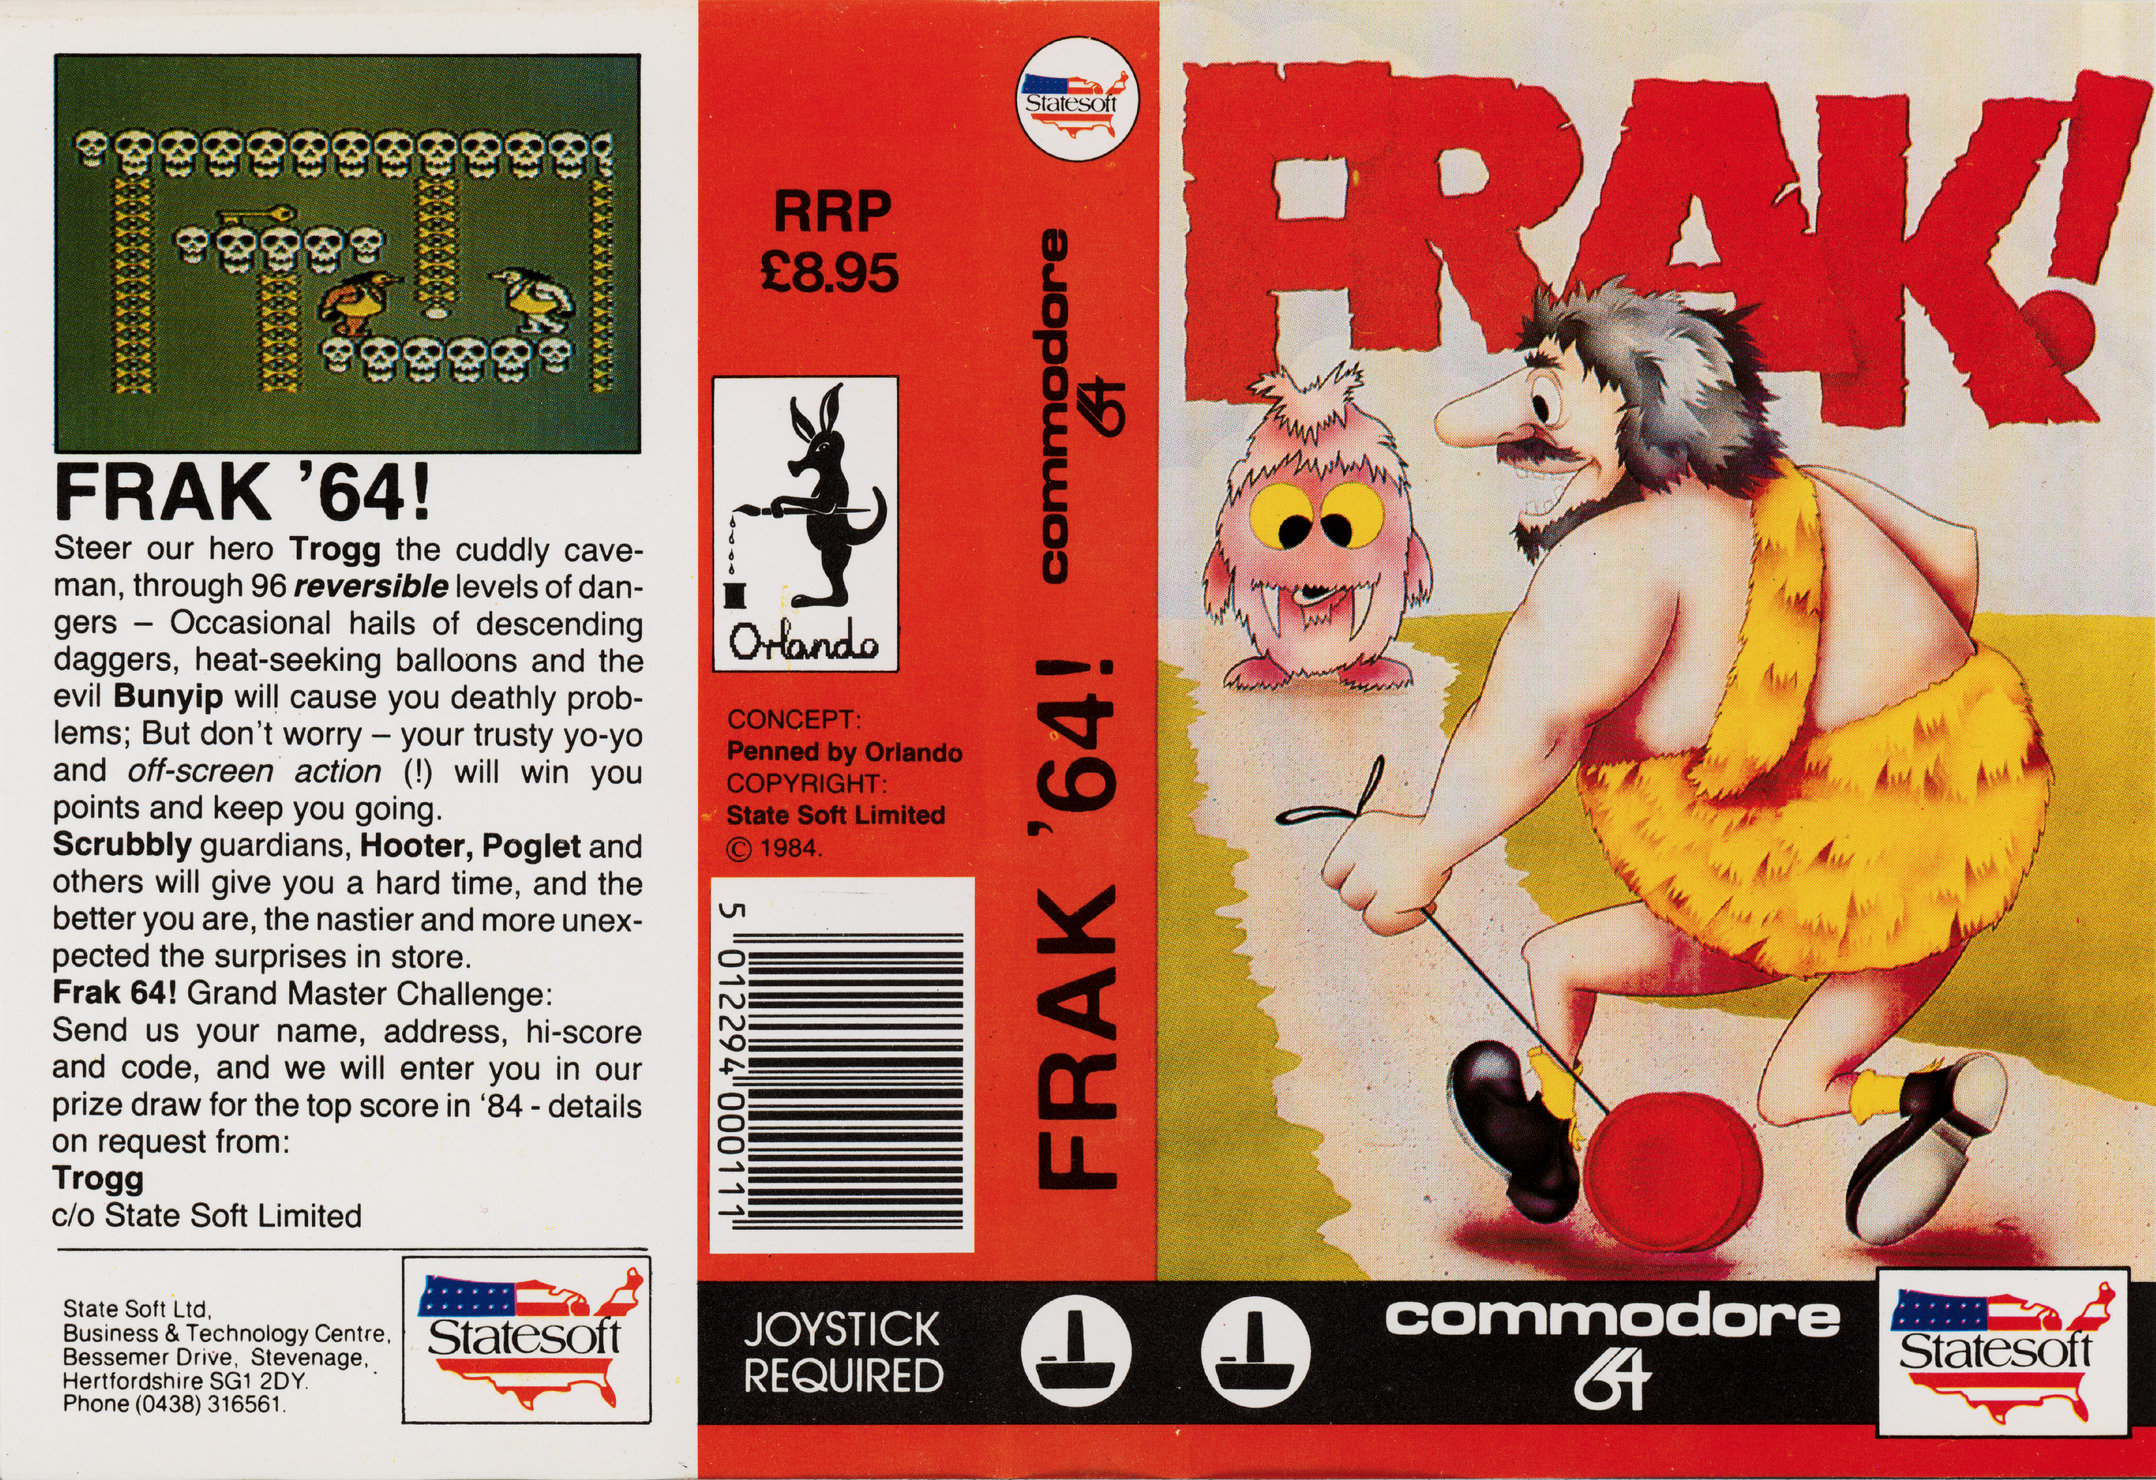 FRAK '64!
Steer our hero Trogg the cuddly cave-
man, through 96 reversible levels of dan-
gers – Occasional hails of descending
daggers, heat-seeking balloons and the
evil Bunyip will cause you deathly prob-
lems; But don't worry – your trusty yo-yo
and off-screen action (!) will win you
points and keep you going.
Scrubbly guardians, Hooter, Poglet and
others will give you a hard time, and the
better you are, the nastier and more unex-
pected the surprises in store.
Frak 64! Grand Master Challenge:
Send us your name, address, hi-score
and code, and we will enter you in our
prize draw for the top score in '84 - details
on request from:
Trogg
c/o State Soft Limited
State Soft Ltd,
Business & Technology Centre,
Bessemer Drive, Stevenage,
Hertfordshire SG1 2DY.
Phone (0438) 316561.
Statesoft
RRP
£8.95
Orlando
CONCEPT:
Penned by Orlando
COPYRIGHT:
State Soft Limited
© 1984.
5 012294 000111
JOYSTICK
REQUIRED
Statesoft
commodore
64
FRAK '64!
FRAK!
commodore
64
Statesoft